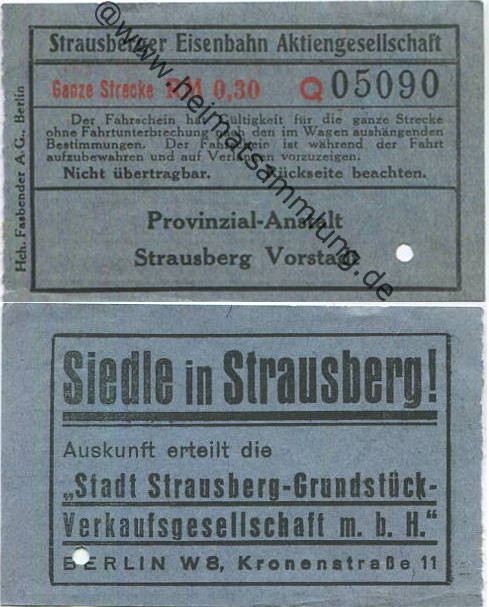 Strausberger Eisenbahn Aktiengesellschaft
Ganze Strecke RM 0,30 Q 05090
Der Fahrschein hat Gültigkeit für die ganze Strecke
ohne Fahrtunterbrechung nach den im Wagen aushängenden
Bestimmungen. Der Fahrschein ist während der Fahrt
aufzubewahren und auf Verlangen vorzuzeigen.
Nicht übertragbar. Rückseite beachten.
Provinzial-Anstalt
Strausberg Vorstadt
Hch. Fasbender A.G., Berlin
@www.heimatsammlung.de
Siedle in Strausberg!
Auskunft erteilt die
„Stadt Strausberg-Grundstück-
Verkaufsgesellschaft m. b. H."
BERLIN W8, Kronenstraße 11